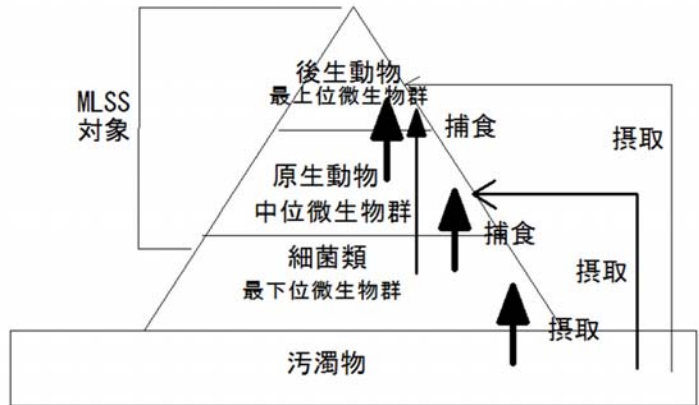 後生動物
最上位微生物群
MLSS
対象
捕食
摂取
原生動物
中位微生物群
捕食
細菌類
摂取
最下位微生物群
摂取
汚濁物